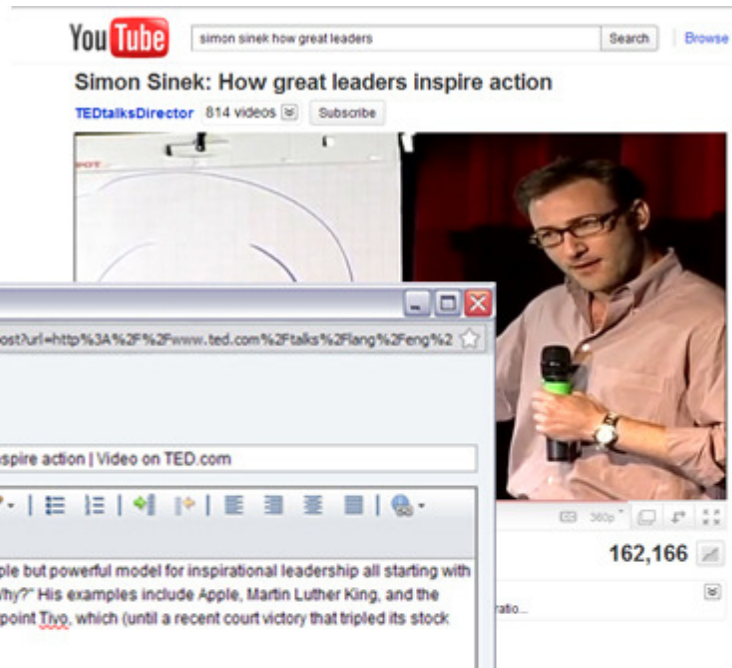 YouTube simon sinek how great leaders Search Browse
Simon Sinek: How great leaders inspire action
TEDtalksDirector 814 videos Subscribe
ost?url=http%3A%2F%2Fwww.ted.com%2Ftalks%2Flang%2Feng%2
spire action | Video on TED.com
360p
162,166
ple but powerful model for inspirational leadership all starting with
Why?" His examples include Apple, Martin Luther King, and the
point Tivo, which (until a recent court victory that tripled its stock
ratio...